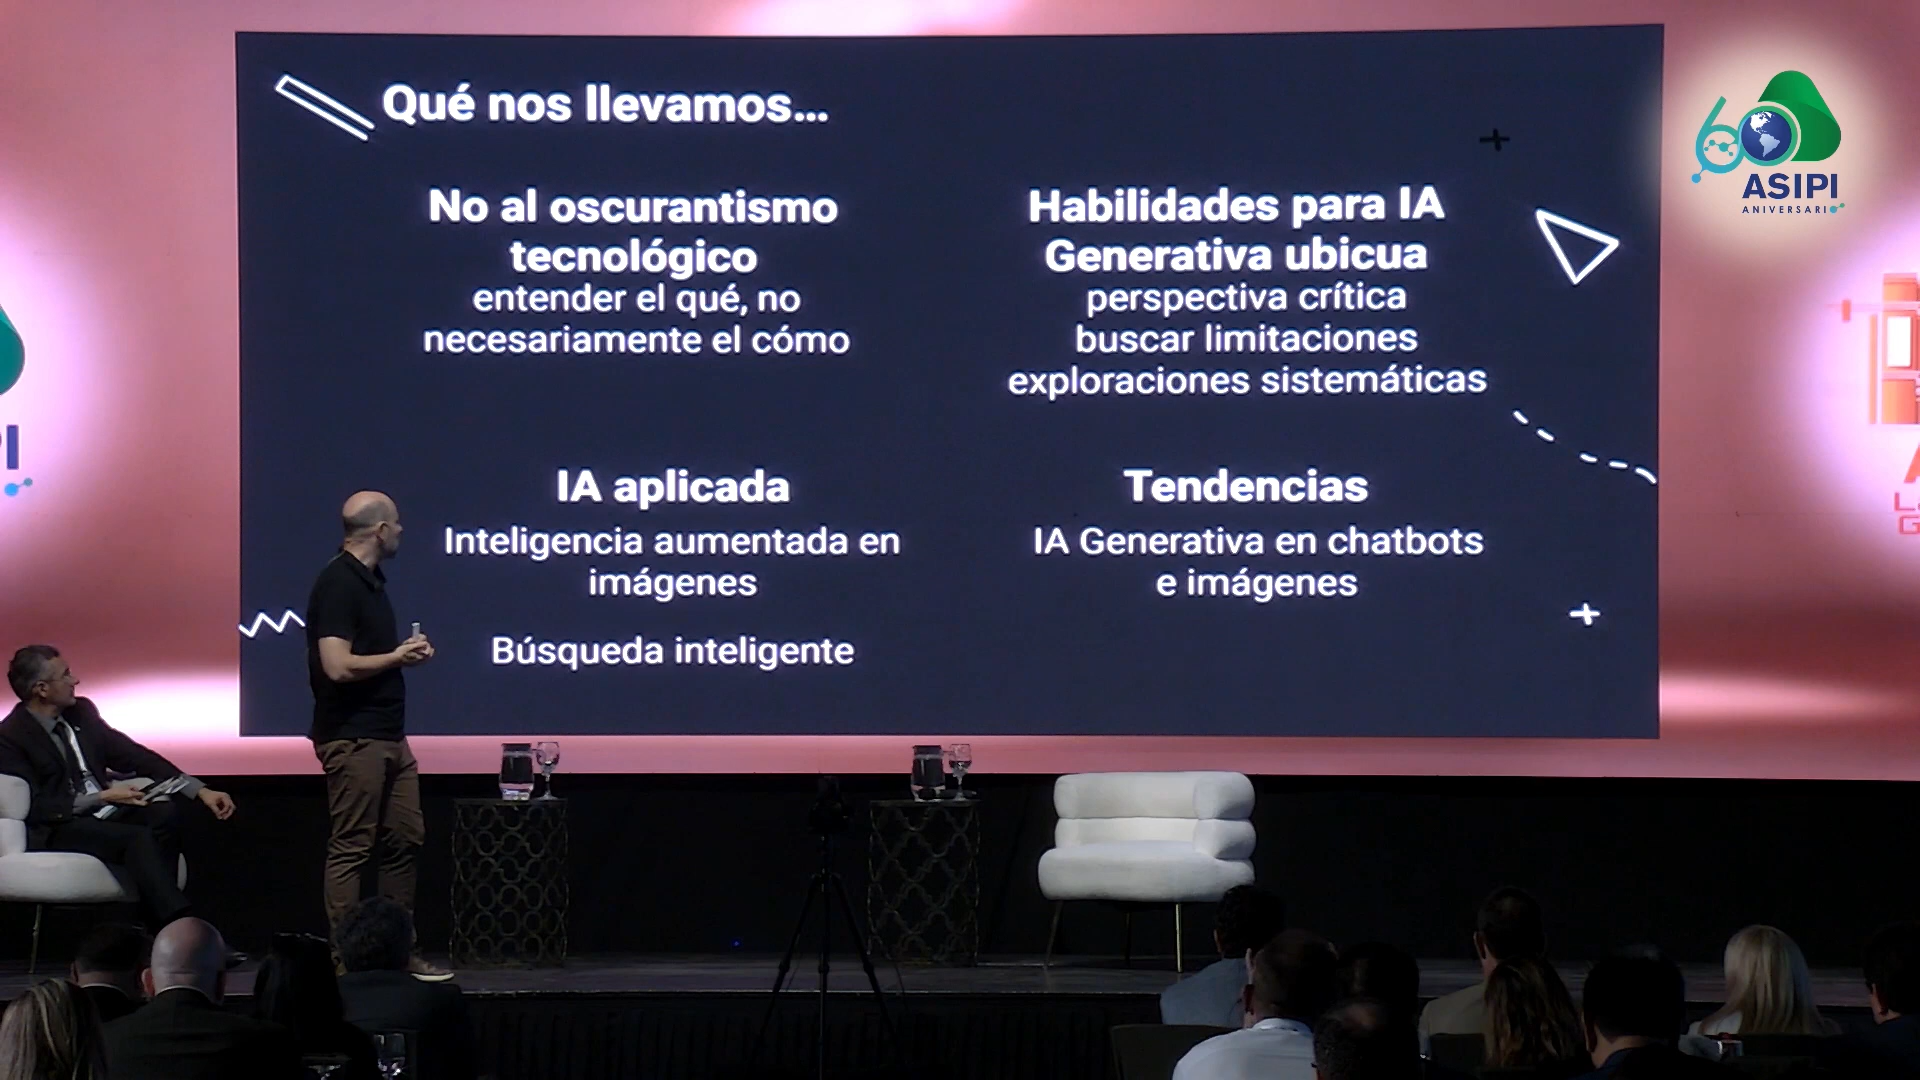 Qué nos llevamos...
No al oscurantismo
tecnológico
entender el qué, no
necesariamente el cómo
Habilidades para IA
Generativa ubicua
perspectiva crítica
buscar limitaciones
exploraciones sistemáticas
IA aplicada
Inteligencia aumentada en
imágenes
Búsqueda inteligente
Tendencias
IA Generativa en chatbots
e imágenes
60
ASIPI
ANIVERSARIO
PI